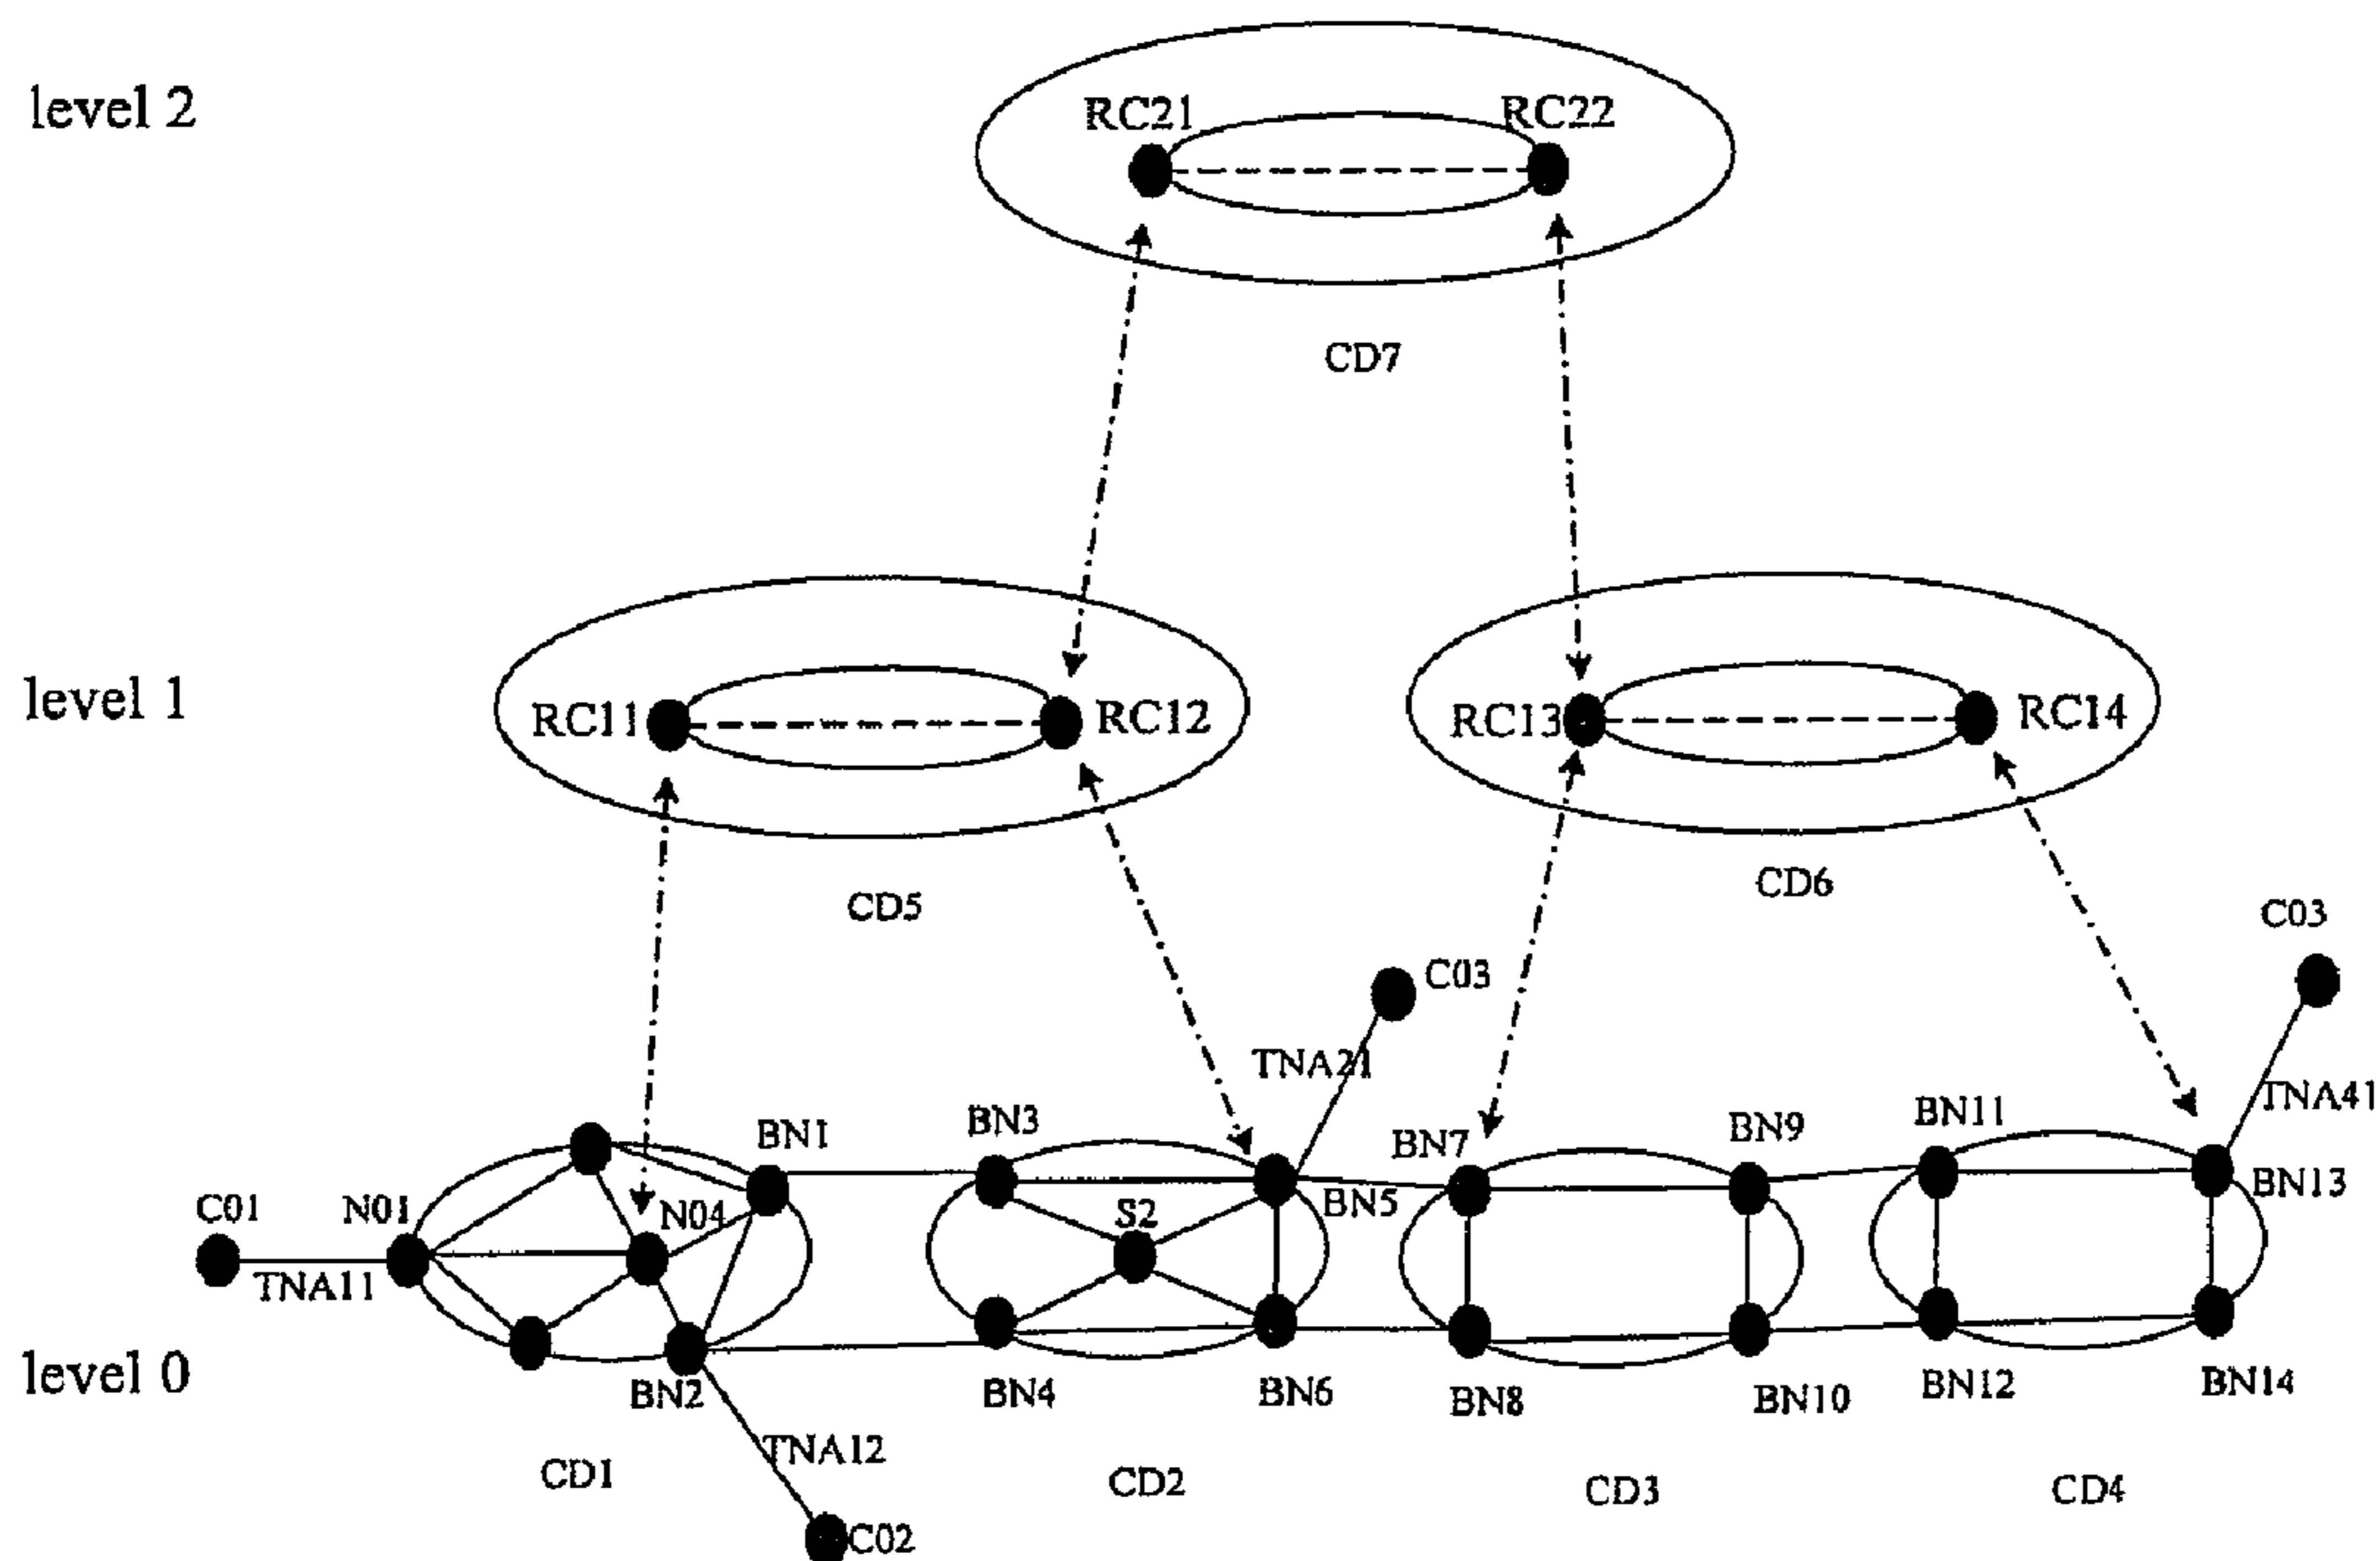 level 2
RC21
RC22
CD7
level 1
RC11
RC12
RC13
RC14
CD5
CD6
C03
C03
TNA21
TNA41
BN1
BN3
BN7
BN9
BN11
C01
N01
N04
S2
BN5
BN13
TNA11
level 0
BN2
BN4
BN6
BN8
BN10
BN12
BN14
TNA12
CD1
CD2
CD3
CD4
C02